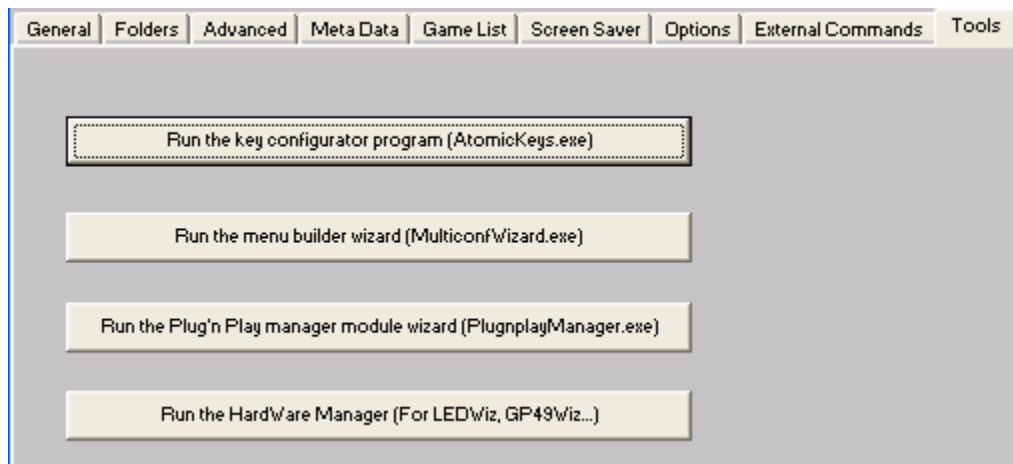 General Folders Advanced Meta Data Game List Screen Saver Options External Commands Tools
Run the key configurator program (AtomicKeys.exe)
Run the menu builder wizard (MulticonfWizard.exe)
Run the Plug'n Play manager module wizard (PlugnplayManager.exe)
Run the HardWare Manager (For LEDWiz, GP49Wiz...)